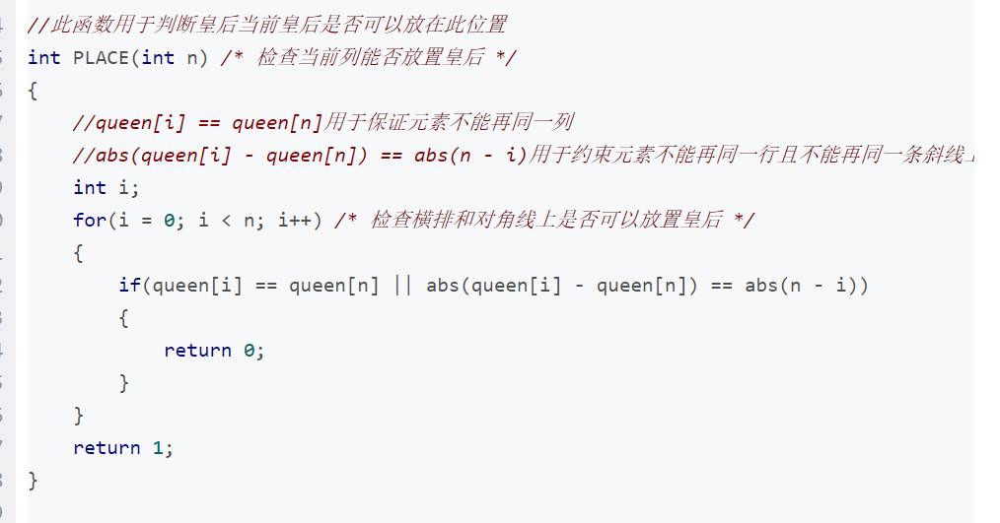 //此函数用于判断皇后当前皇后是否可以放在此位置
int PLACE(int n) /* 检查当前列能否放置皇后 */
{
//queen[i] == queen[n]用于保证元素不能再同一列
//abs(queen[i] - queen[n]) == abs(n - i)用于约束元素不能再同一行且不能再同一条斜线
int i;
for(i = 0; i < n; i++) /* 检查横排和对角线上是否可以放置皇后 */
{
if(queen[i] == queen[n] || abs(queen[i] - queen[n]) == abs(n - i))
{
return 0;
}
}
return 1;
}